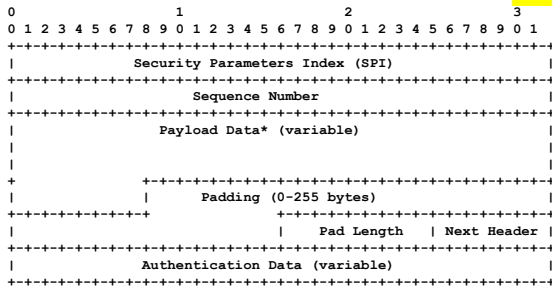 0                   1                   2                   3
0 1 2 3 4 5 6 7 8 9 0 1 2 3 4 5 6 7 8 9 0 1 2 3 4 5 6 7 8 9 0 1
+-+-+-+-+-+-+-+-+-+-+-+-+-+-+-+-+-+-+-+-+-+-+-+-+-+-+-+-+-+-+-+-+
|              Security Parameters Index (SPI)                  |
+-+-+-+-+-+-+-+-+-+-+-+-+-+-+-+-+-+-+-+-+-+-+-+-+-+-+-+-+-+-+-+-+
|                     Sequence Number                           |
+-+-+-+-+-+-+-+-+-+-+-+-+-+-+-+-+-+-+-+-+-+-+-+-+-+-+-+-+-+-+-+-+
|                 Payload Data* (variable)                      |
|                                                               |
|                                                               |
+               +-+-+-+-+-+-+-+-+-+-+-+-+-+-+-+-+-+-+-+-+-+-+-+-+
|               |      Padding (0-255 bytes)                    |
+-+-+-+-+-+-+-+-+               +-+-+-+-+-+-+-+-+-+-+-+-+-+-+-+-+
|                               |    Pad Length   | Next Header |
+-+-+-+-+-+-+-+-+-+-+-+-+-+-+-+-+-+-+-+-+-+-+-+-+-+-+-+-+-+-+-+-+
|               Authentication Data (variable)                  |
+-+-+-+-+-+-+-+-+-+-+-+-+-+-+-+-+-+-+-+-+-+-+-+-+-+-+-+-+-+-+-+-+